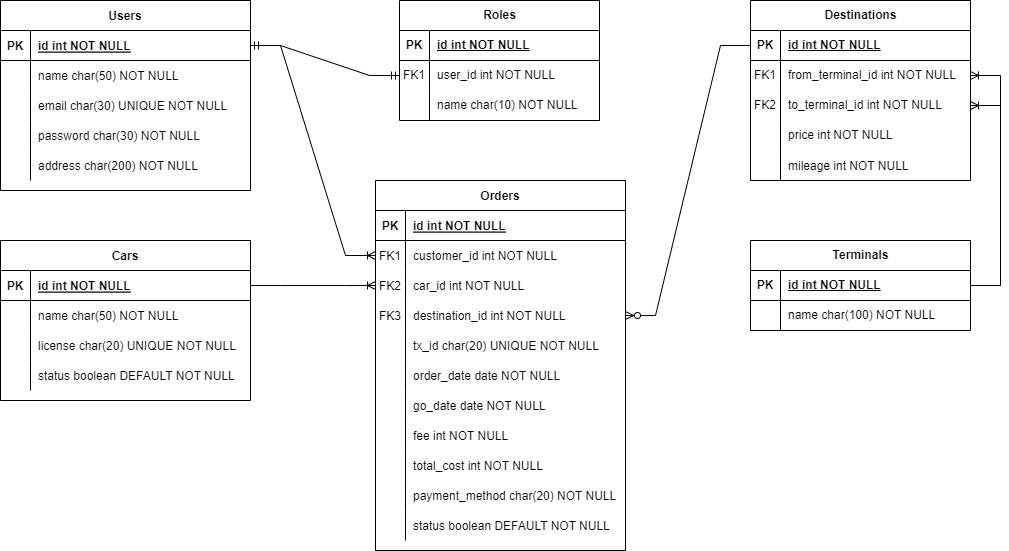 Users
PK id int NOT NULL
name char(50) NOT NULL
email char(30) UNIQUE NOT NULL
password char(30) NOT NULL
address char(200) NOT NULL
Roles
PK id int NOT NULL
FK1 user_id int NOT NULL
name char(10) NOT NULL
Destinations
PK id int NOT NULL
FK1 from_terminal_id int NOT NULL
FK2 to_terminal_id int NOT NULL
price int NOT NULL
mileage int NOT NULL
Cars
PK id int NOT NULL
name char(50) NOT NULL
license char(20) UNIQUE NOT NULL
status boolean DEFAULT NOT NULL
Orders
PK id int NOT NULL
FK1 customer_id int NOT NULL
FK2 car_id int NOT NULL
FK3 destination_id int NOT NULL
tx_id char(20) UNIQUE NOT NULL
order_date date NOT NULL
go_date date NOT NULL
fee int NOT NULL
total_cost int NOT NULL
payment_method char(20) NOT NULL
status boolean DEFAULT NOT NULL
Terminals
PK id int NOT NULL
name char(100) NOT NULL